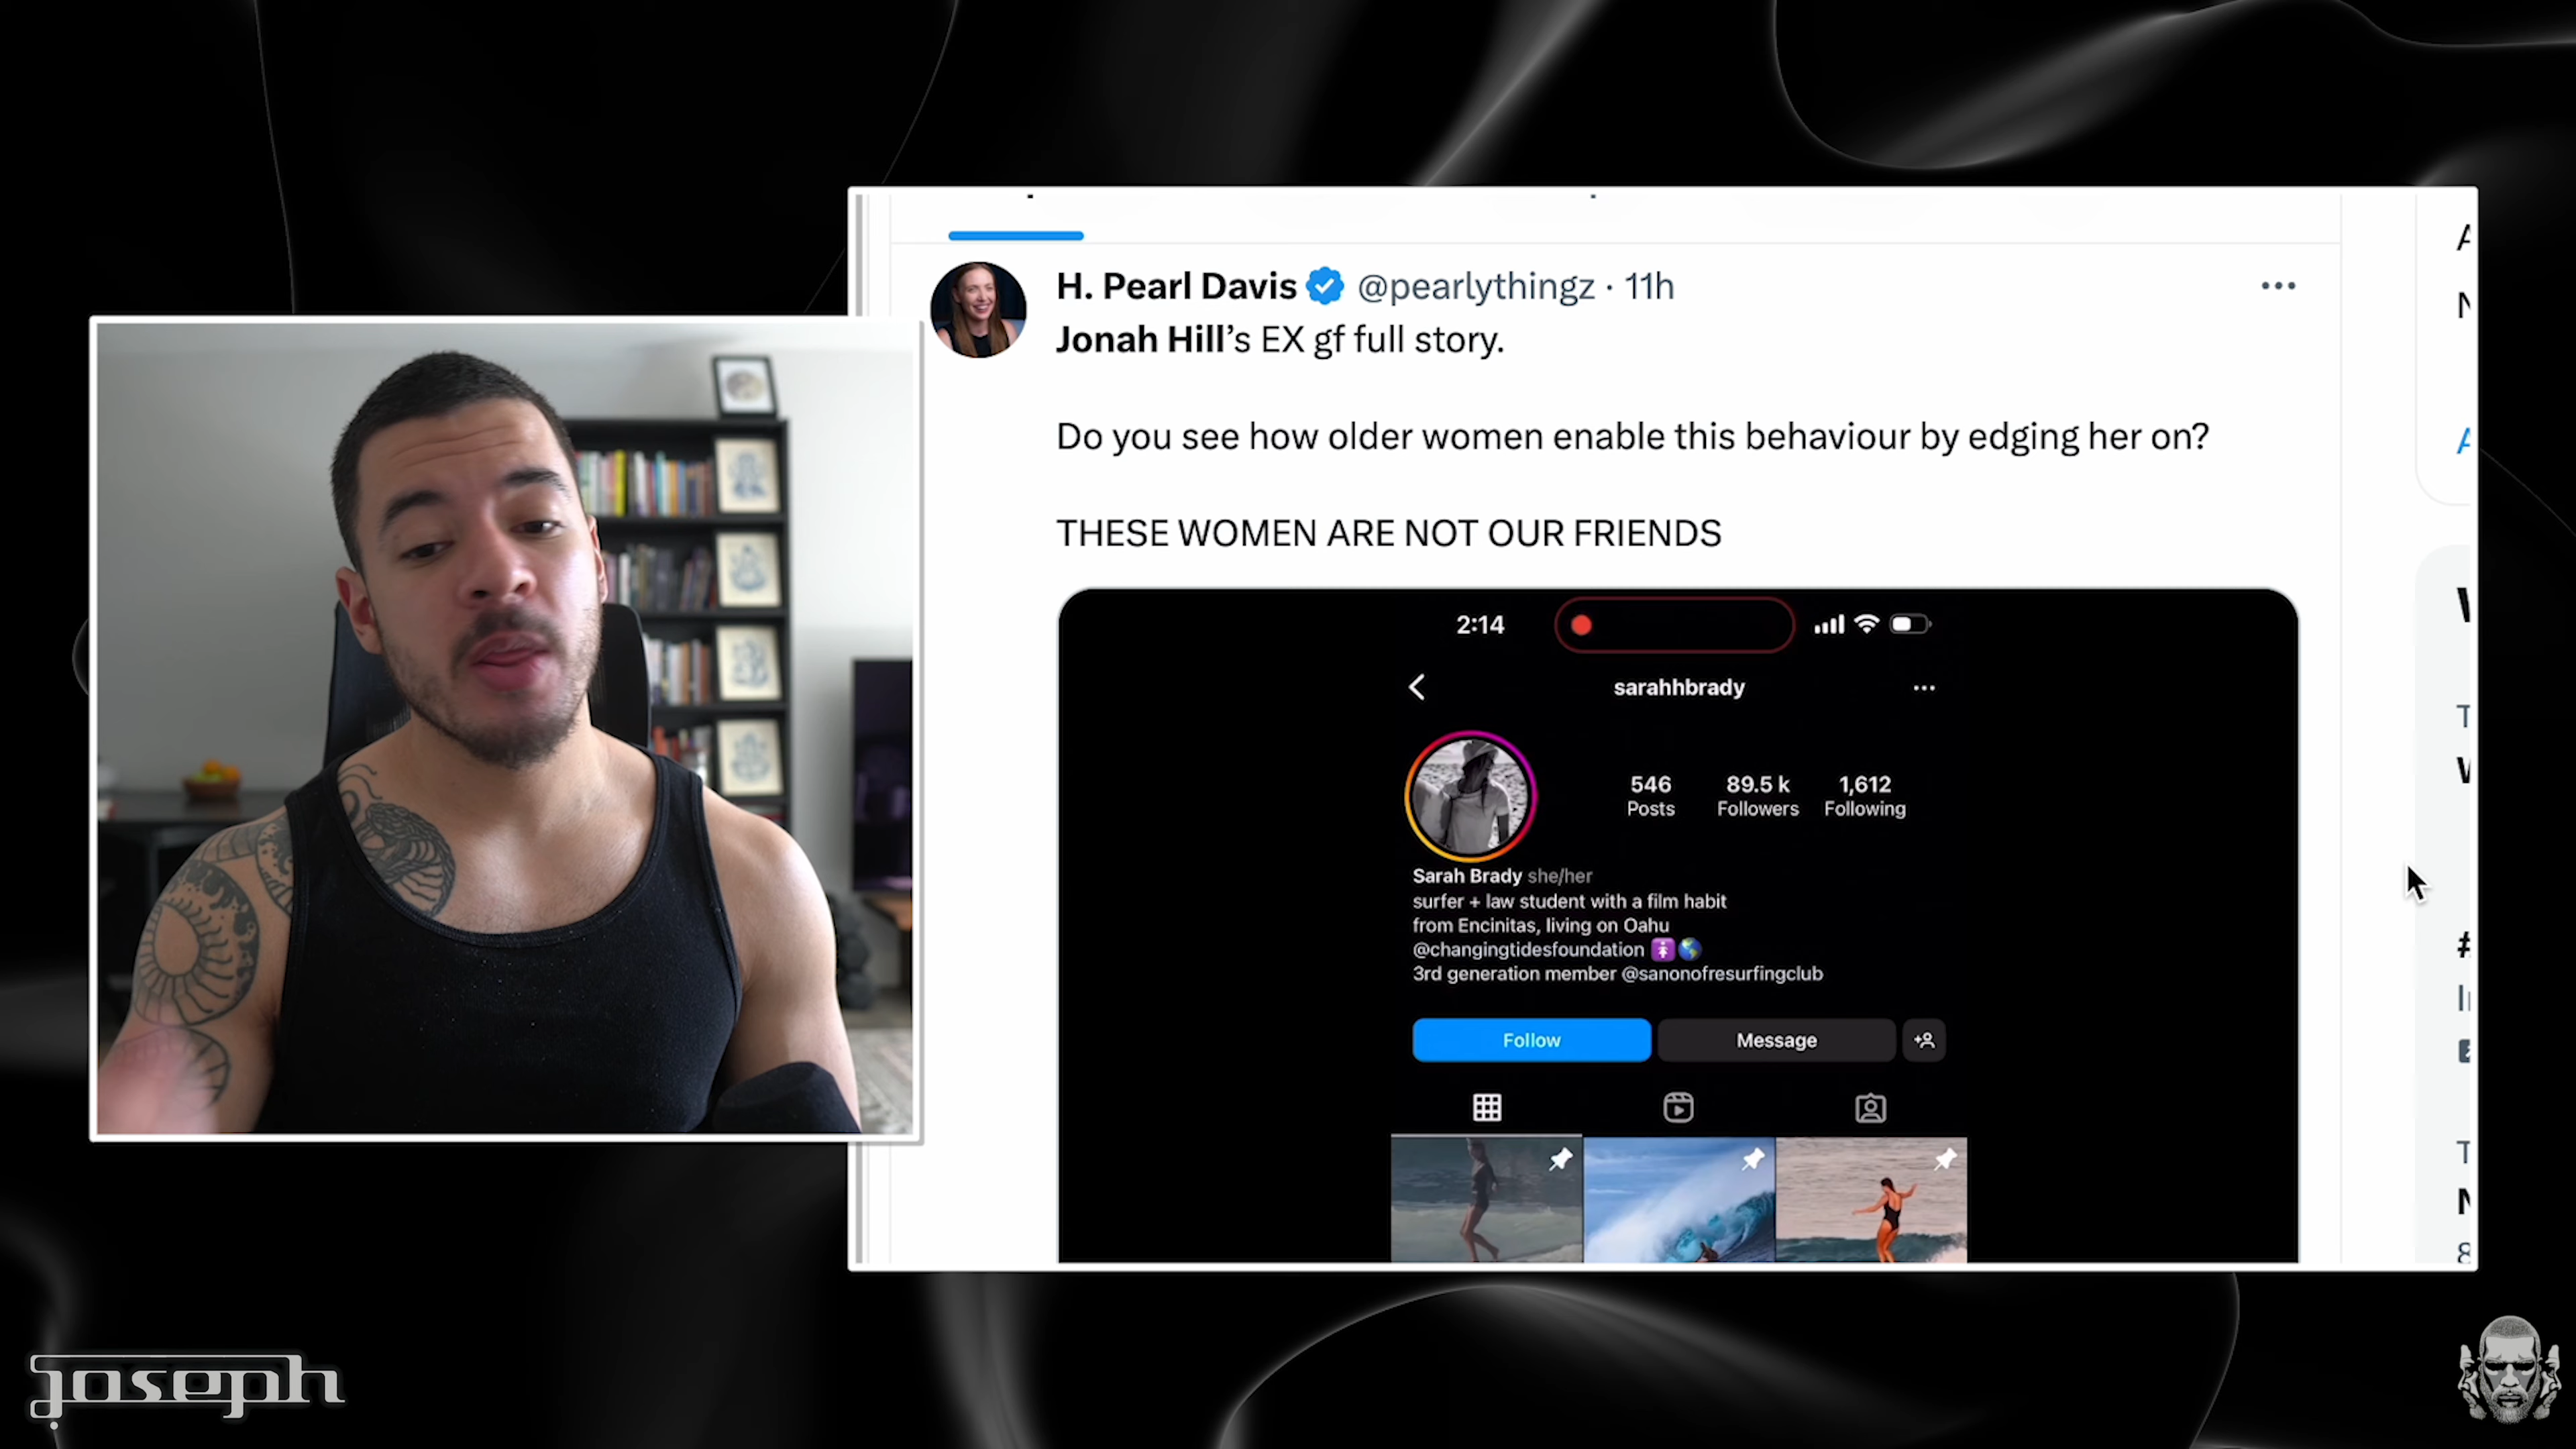 H. Pearl Davis @pearlythingz · 11h
Jonah Hill's EX gf full story.
Do you see how older women enable this behaviour by edging her on?
THESE WOMEN ARE NOT OUR FRIENDS
2:14
sarahhbrady
546
Posts
89.5 k
Followers
1,612
Following
Sarah Brady she/her
surfer + law student with a film habit
from Encinitas, living on Oahu
@changingtidesfoundation 🚺🌎
3rd generation member @sanonofresurfingclub
Follow
Message
joseph